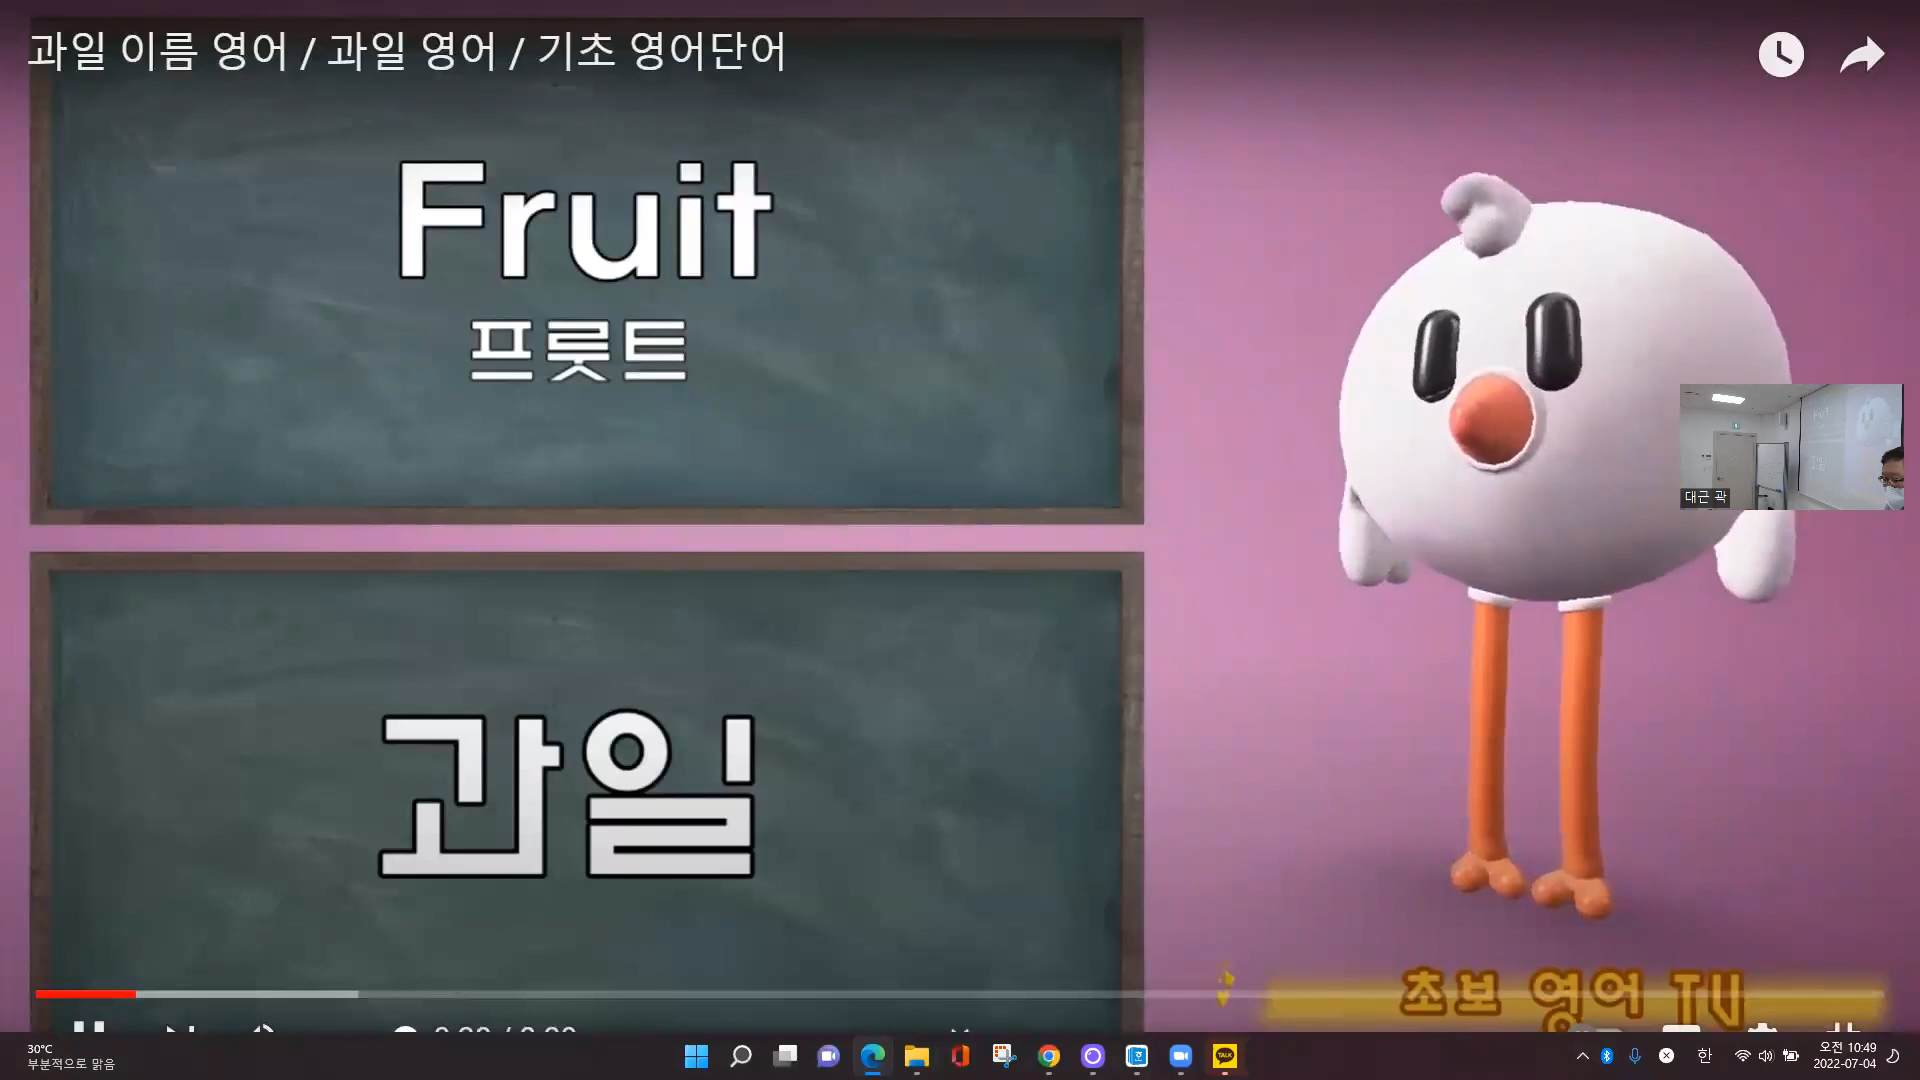 과일 이름 영어 / 과일 영어 / 기초 영어단어
Fruit
프룻트
과일
대근 곽
초보 영어 TV
30°C
부분적으로 맑음
TALK
한
오전 10:49
2022-07-04